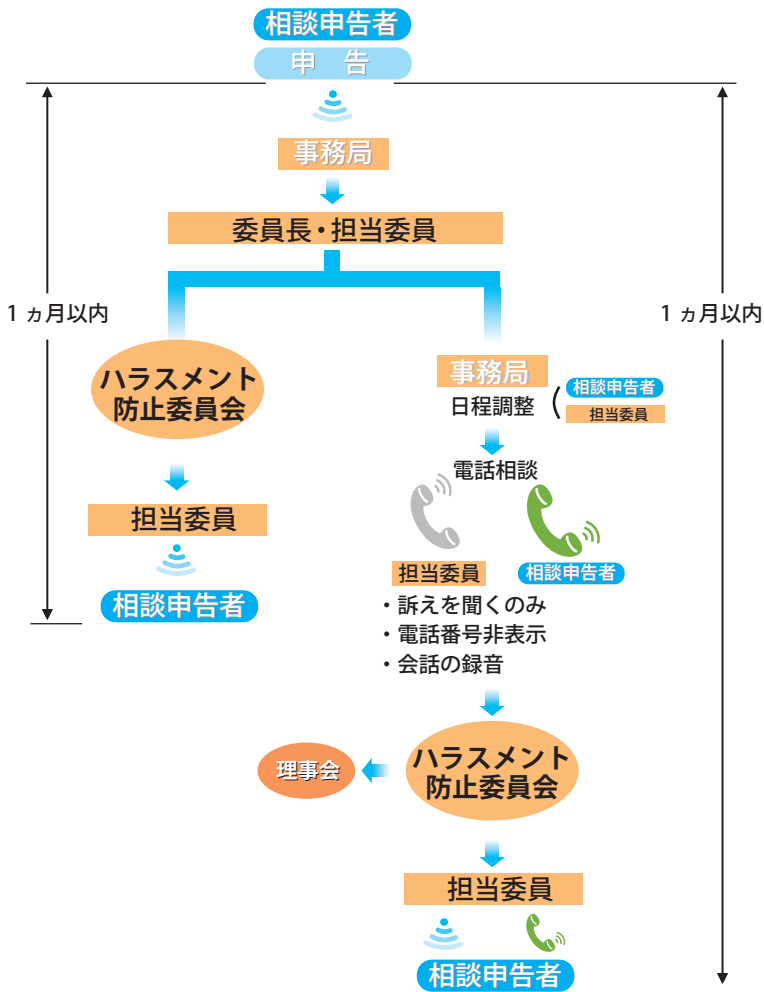 相談申告者
申　告
事務局
委員長・担当委員
1 ヵ月以内
ハラスメント
防止委員会
担当委員
相談申告者
1 ヵ月以内
事務局
日程調整
相談申告者
担当委員
電話相談
担当委員
相談申告者
・訴えを聞くのみ
・電話番号非表示
・会話の録音
ハラスメント
防止委員会
理事会
担当委員
相談申告者